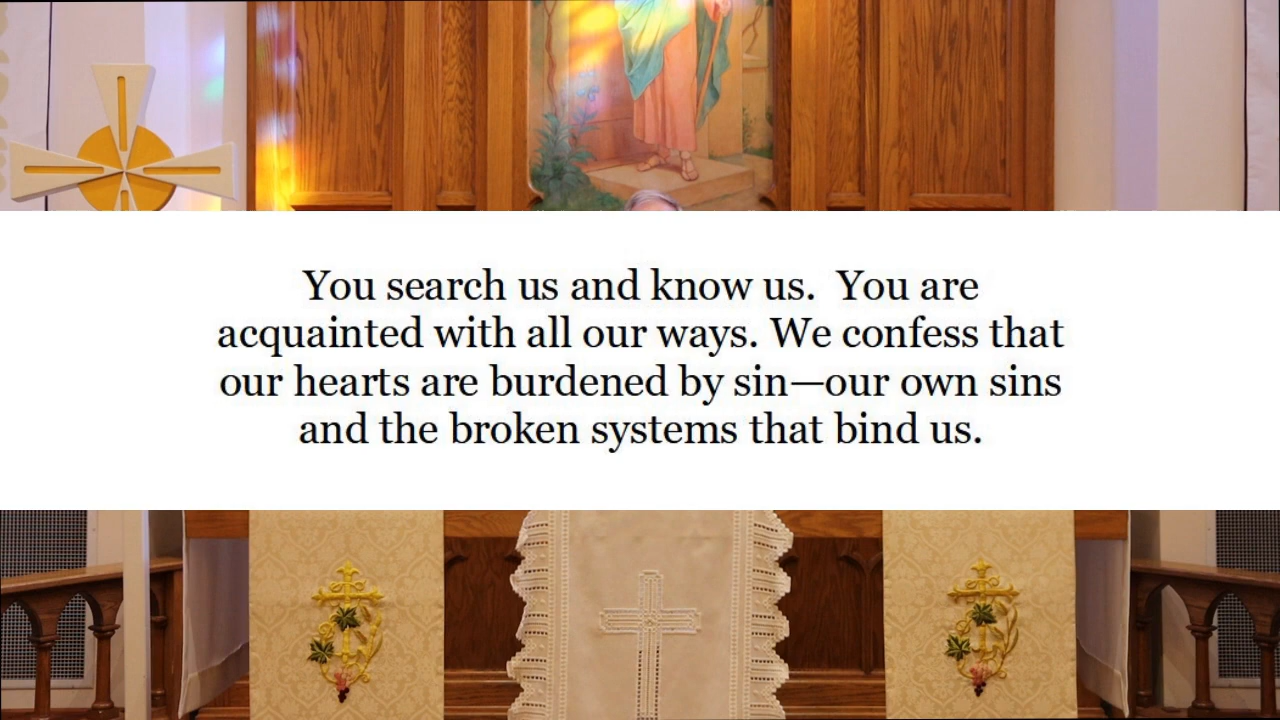 You search us and know us.  You are
acquainted with all our ways. We confess that
our hearts are burdened by sin—our own sins
and the broken systems that bind us.